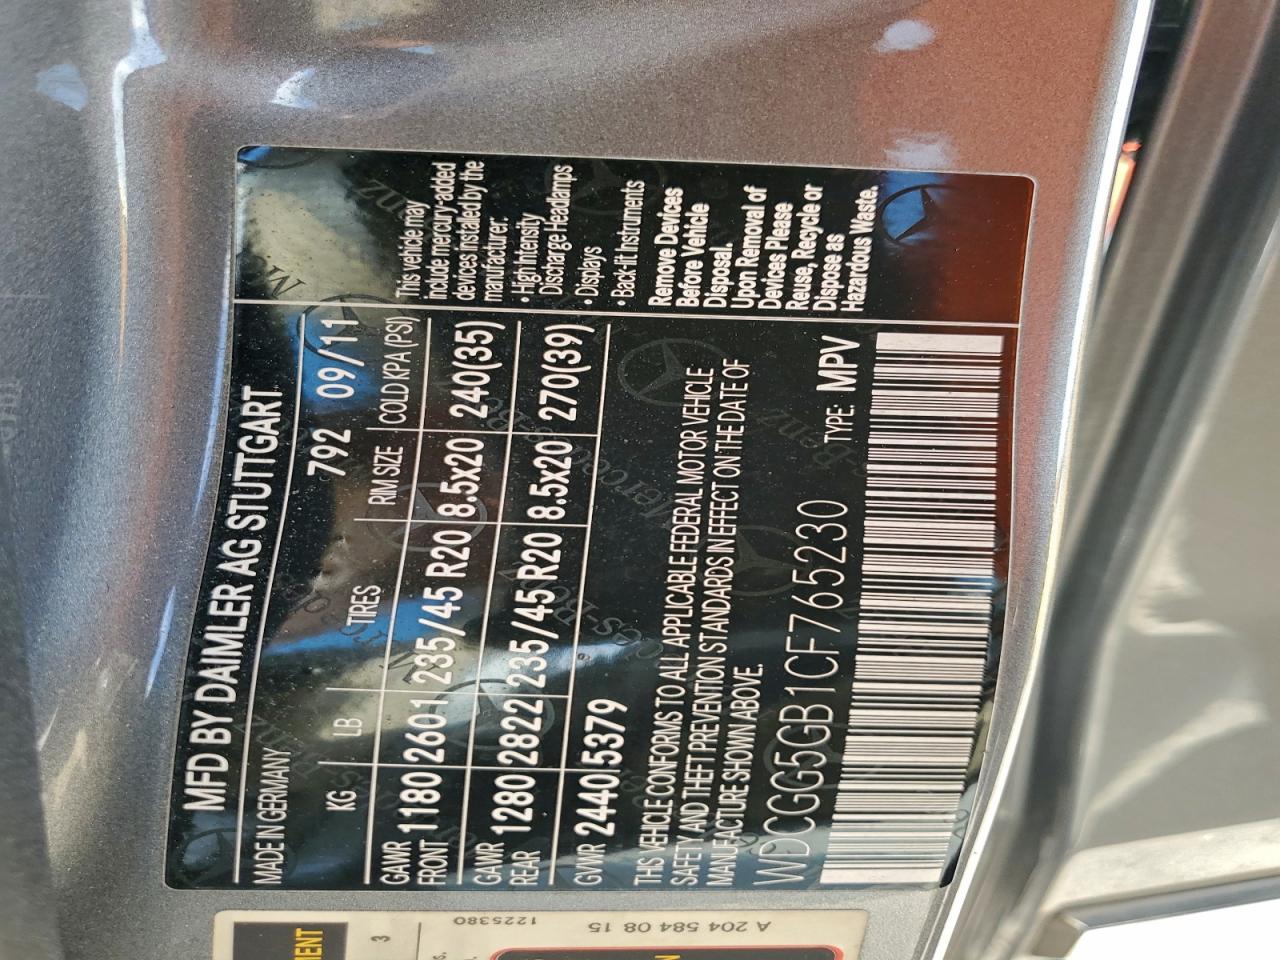 MFD BY DAIMLER AG STUTTGART
MADE IN GERMANY 792 09/11
KG LB TIRES RIM SIZE COLD KPA (PSI)
GAWR
FRONT 1180 2601 235/45 R20 8.5x20 240(35)
GAWR
REAR 1280 2822 235/45 R20 8.5x20 270(39)
GVWR 2440 5379
THIS VEHICLE CONFORMS TO ALL APPLICABLE FEDERAL MOTOR VEHICLE
SAFETY AND THEFT PREVENTION STANDARDS IN EFFECT ON THE DATE OF
MANUFACTURE SHOWN ABOVE.
WDCGG5GB1CF765230 TYPE: MPV
This vehicle may
include mercury-added
devices installed by the
manufacturer:
• High Intensity
Discharge Headlamps
• Displays
• Back-lit Instruments
Remove Devices
Before Vehicle
Disposal.
Upon Removal of
Devices Please
Reuse, Recycle or
Dispose as
Hazardous Waste.
A 204 584 08 15
1225380
3